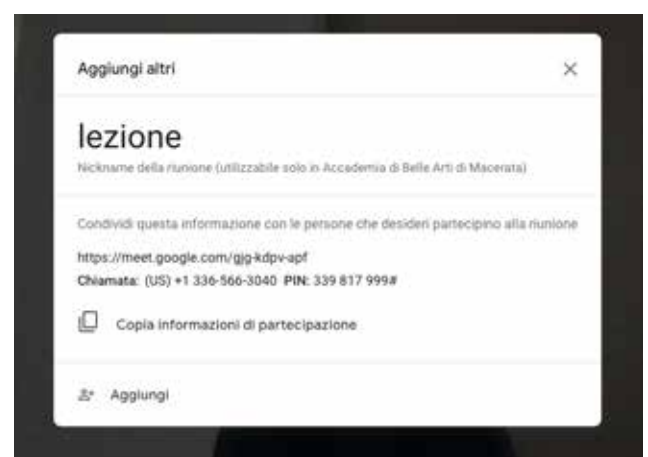 Aggiungi altri
lezione
Nickname della riunione (utilizzabile solo in Accademia di Belle Arti di Macerata)
Condividi questa informazione con le persone che desideri partecipino alla riunione
https://meet.google.com/gjg-kdpv-apf
Chiamata: (US) +1 336-566-3040 PIN: 339 817 999#
Copia informazioni di partecipazione
Aggiungi